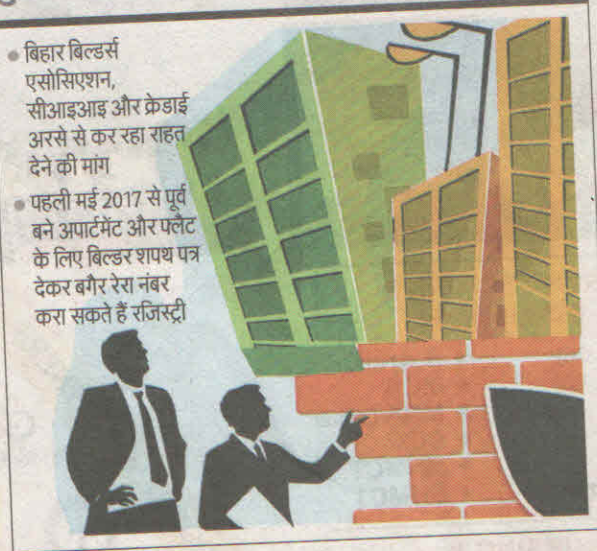 • बिहार बिल्डर्स
एसोसिएशन,
सीआइआइ और क्रेडाई
अरसे से कर रहा राहत
देने की मांग
• पहली मई 2017 से पूर्व
बने अपार्टमेंट और फ्लैट
के लिए बिल्डर शपथ पत्र
देकर बगैर रेरा नंबर
करा सकते हैं रजिस्ट्री